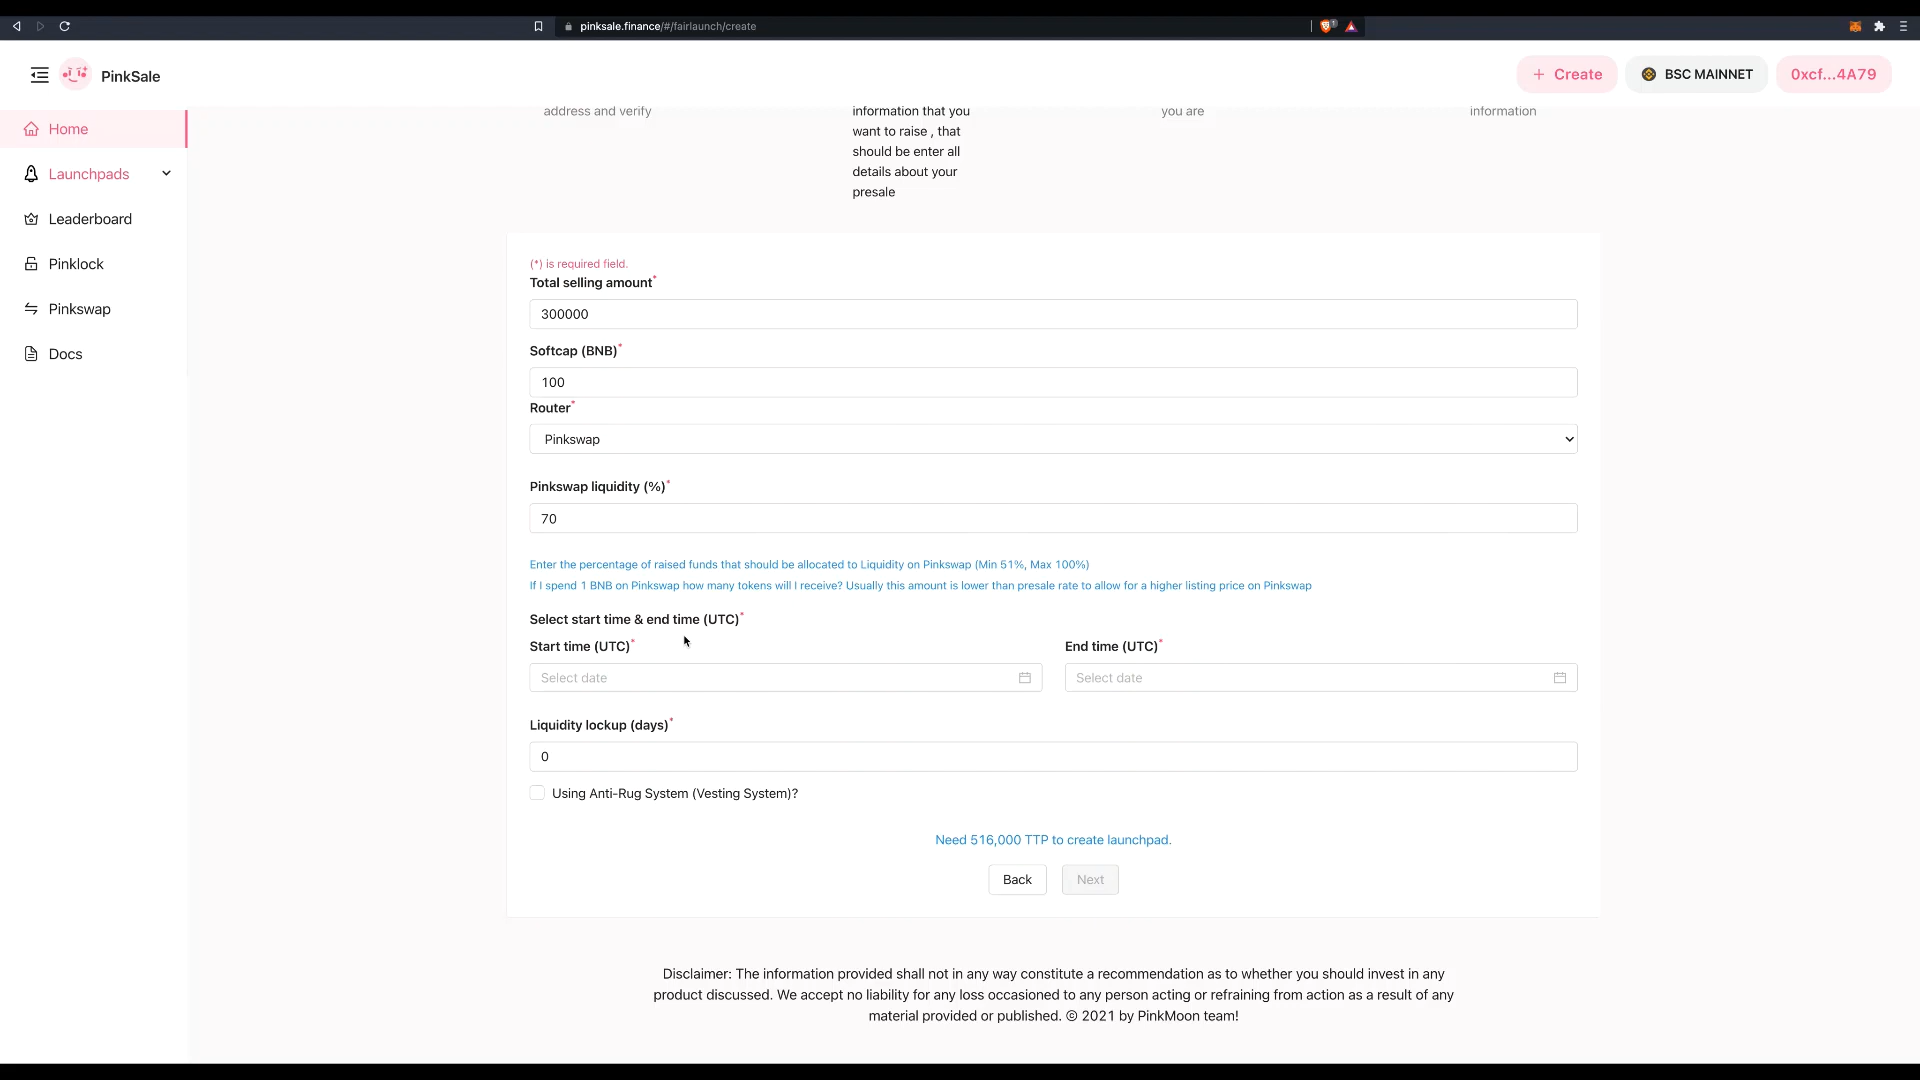 pinksale.finance/#/fairlaunch/create
1
PinkSale
+ Create
BSC MAINNET
0xcf...4A79
Home
Launchpads
Leaderboard
Pinklock
Pinkswap
Docs
address and verify
information that you
want to raise , that
should be enter all
details about your
presale
you are
information
(*) is required field.
Total selling amount*
300000
Softcap (BNB)*
100
Router*
Pinkswap
Pinkswap liquidity (%)*
70
Enter the percentage of raised funds that should be allocated to Liquidity on Pinkswap (Min 51%, Max 100%)
If I spend 1 BNB on Pinkswap how many tokens will I receive? Usually this amount is lower than presale rate to allow for a higher listing price on Pinkswap
Select start time & end time (UTC)*
Start time (UTC)*
End time (UTC)*
Select date
Select date
Liquidity lockup (days)*
0
Using Anti-Rug System (Vesting System)?
Need 516,000 TTP to create launchpad.
Back
Next
Disclaimer: The information provided shall not in any way constitute a recommendation as to whether you should invest in any
product discussed. We accept no liability for any loss occasioned to any person acting or refraining from action as a result of any
material provided or published. © 2021 by PinkMoon team!